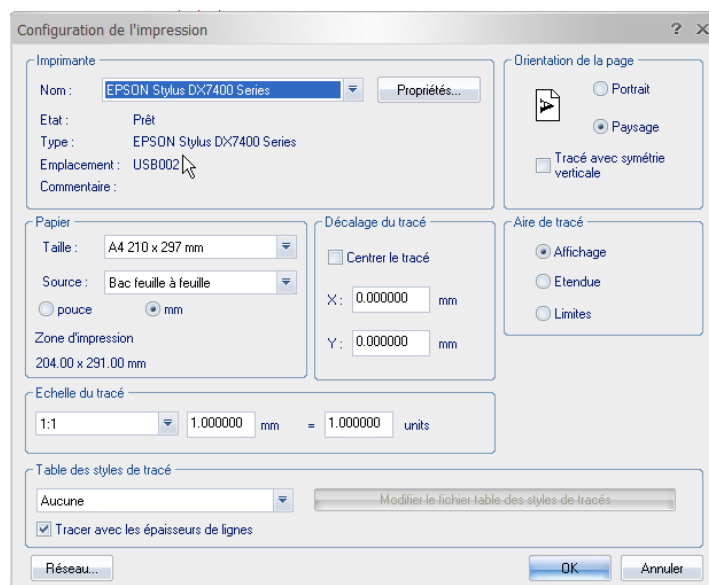 Configuration de l'impression
Imprimante
Nom : EPSON Stylus DX7400 Series Propriétés...
Etat : Prêt
Type : EPSON Stylus DX7400 Series
Emplacement : USB002
Commentaire :
Orientation de la page
A
Portrait
Paysage
Tracé avec symétrie
verticale
Papier
Taille : A4 210 x 297 mm
Source : Bac feuille à feuille
pouce mm
Zone d'impression
204.00 x 291.00 mm
Décalage du tracé
Centrer le tracé
X : 0.000000 mm
Y : 0.000000 mm
Aire de tracé
Affichage
Etendue
Limites
Echelle du tracé
1:1 1.000000 mm = 1.000000 units
Table des styles de tracé
Aucune Modifier le fichier table des styles de tracés
Tracer avec les épaisseurs de lignes
Réseau... OK Annuler